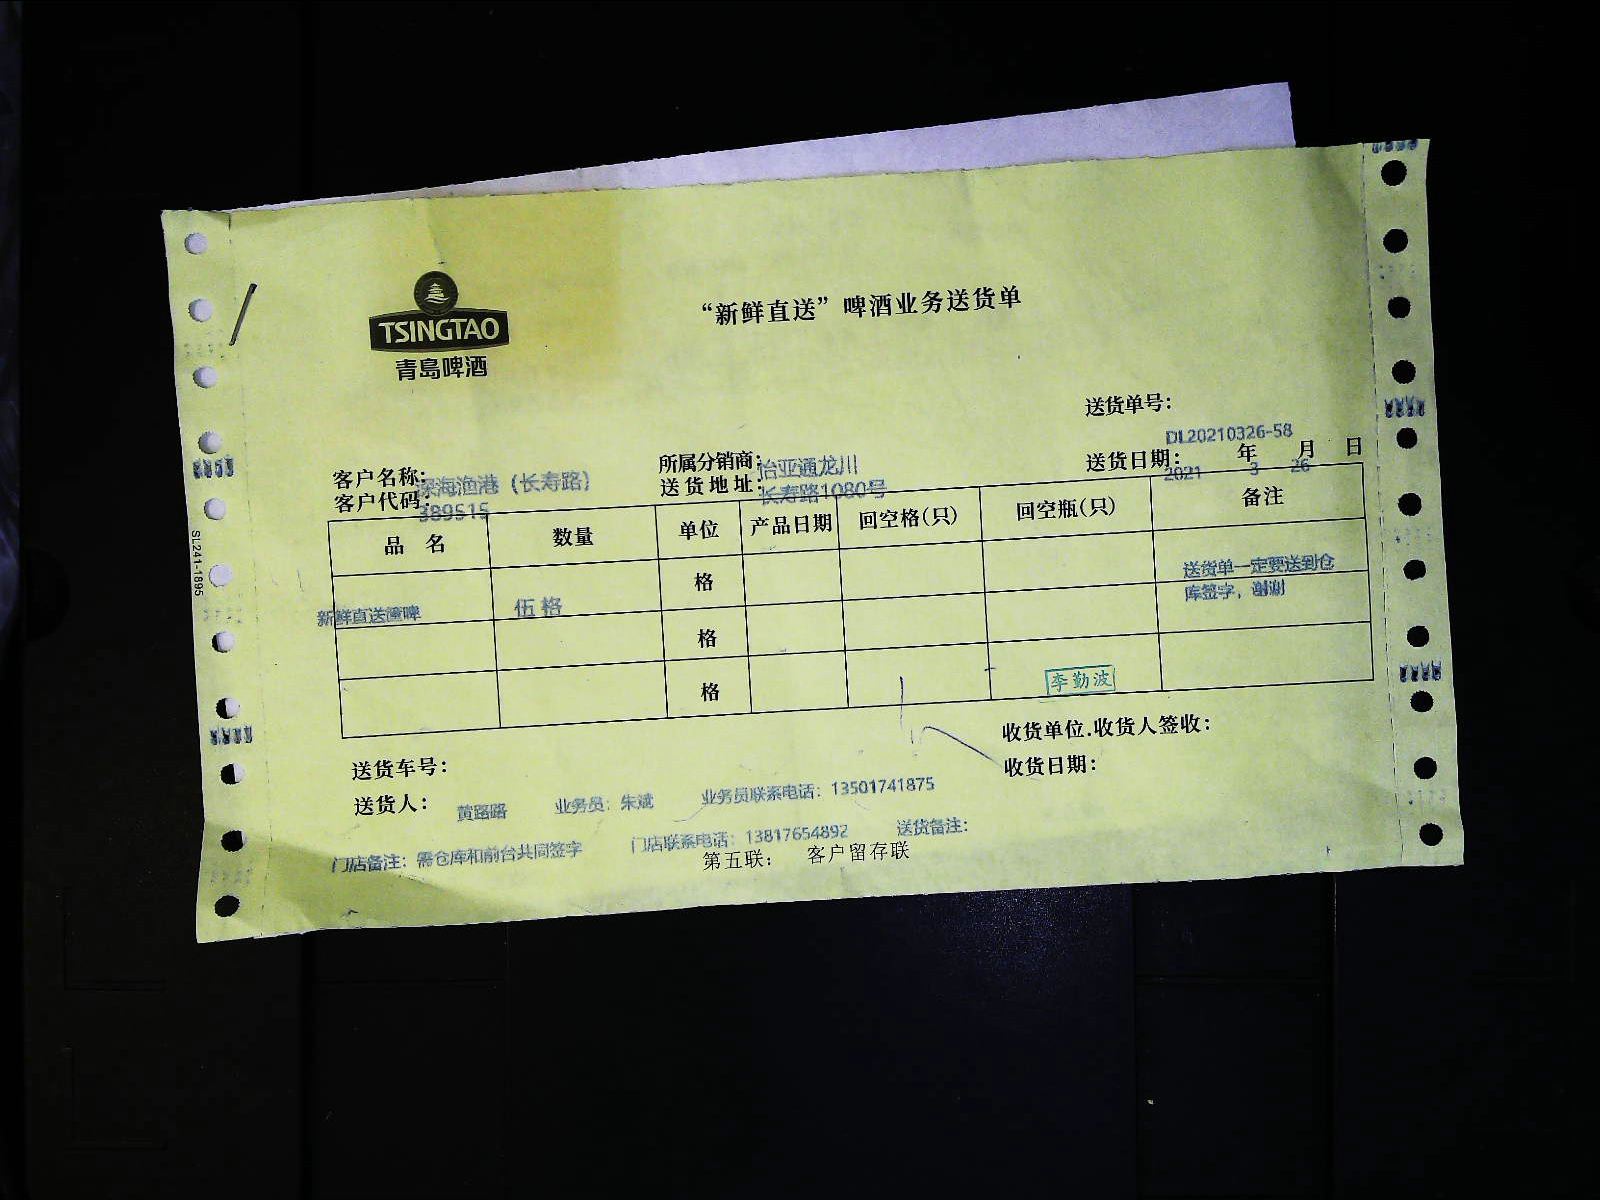 TSINGTAO
青島啤酒
“新鲜直送”啤酒业务送货单
送货单号:
DL20210326-58
客户名称: 深海渔港（长寿路）
所属分销商: 怡亚通龙川
送货日期: 2021年3月26日
客户代码: 389515
送货地址: 长寿路1080号
品 名 数量 单位 产品日期 回空格(只) 回空瓶(只) 备注
新鲜直送 伍格 格 送货单一定要送到仓
库签字，谢谢
格
格
李勤波
收货单位.收货人签收:
送货车号:
收货日期:
送货人: 黄路路 业务员: 朱斌 业务员联系电话: 13501741875
门店备注: 需仓库和前台共同签字 门店联系电话: 13817654892 送货备注:
第五联: 客户留存联
SL241-1895